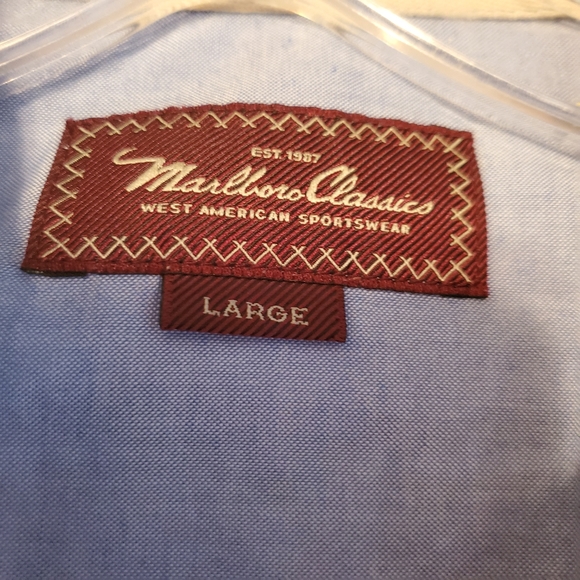 EST. 1987
Marlboro Classics
WEST AMERICAN SPORTSWEAR
LARGE